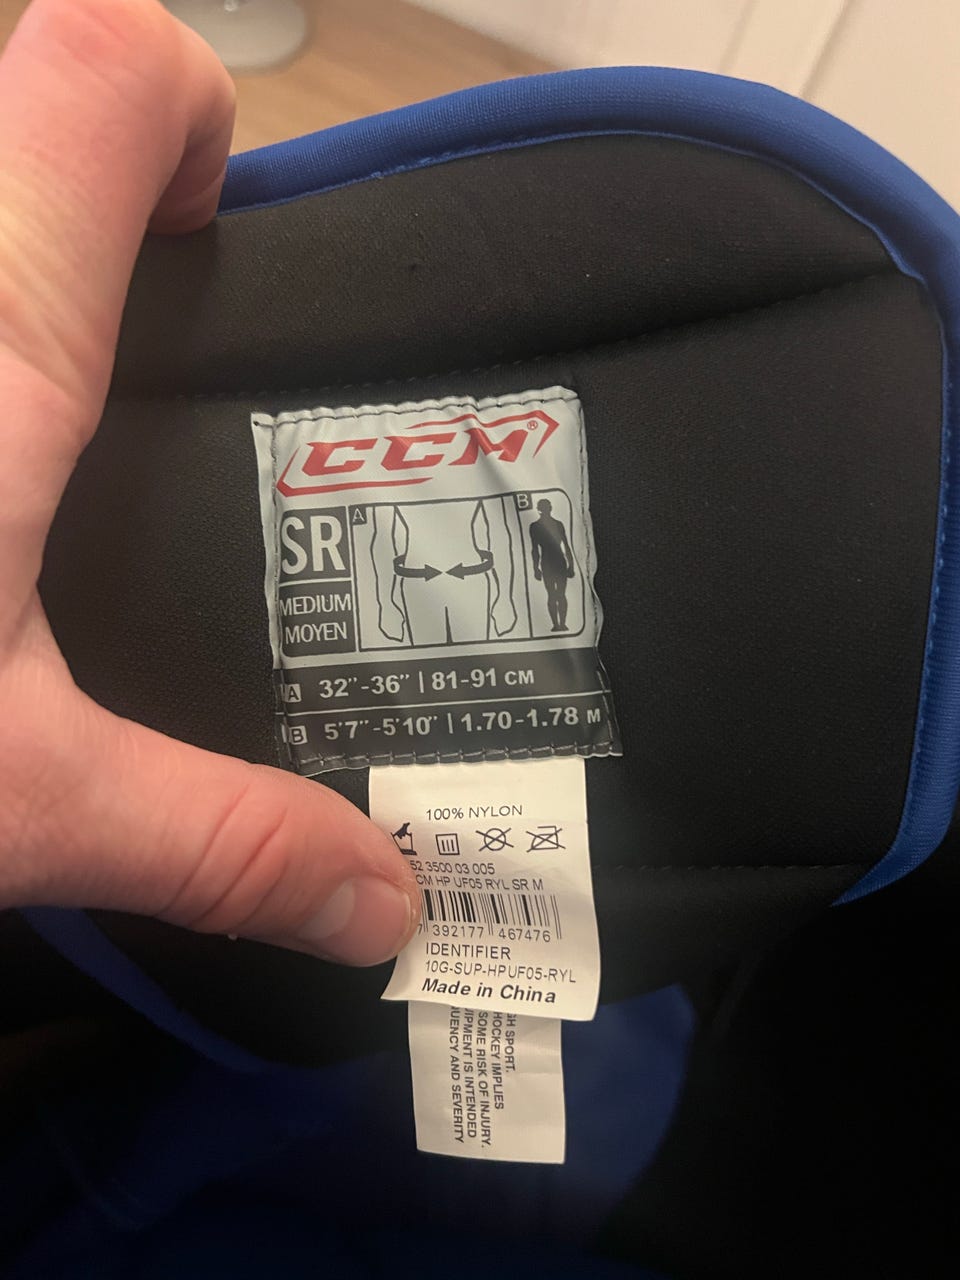 CCM®
SR
A
B
MEDIUM
MOYEN
A 32"-36" | 81-91 CM
B 5'7"-5'10" | 1.70-1.78 M
100% NYLON
52 3500 03 005
CM HP UF05 RYL SR M
7 392177 467476
IDENTIFIER
10G-SUP-HPUF05-RYL
Made in China
GH SPORT.
HOCKEY IMPLIES
SOME RISK OF INJURY.
IPMENT IS INTENDED
UENCY AND SEVERITY